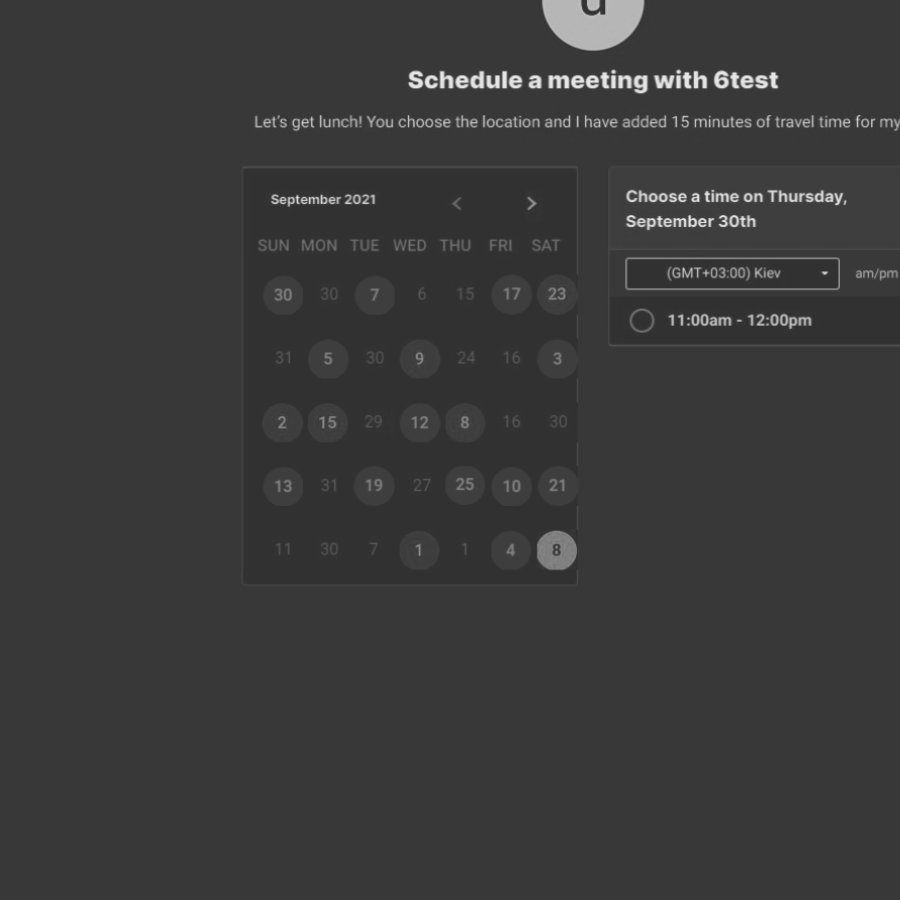 d
Schedule a meeting with 6test
Let's get lunch! You choose the location and I have added 15 minutes of travel time for my
September 2021
SUN MON TUE WED THU FRI SAT
30 30 7 6 15 17 23
31 5 30 9 24 16 3
2 15 29 12 8 16 30
13 31 19 27 25 10 21
11 30 7 1 1 4 8
Choose a time on Thursday,
September 30th
(GMT+03:00) Kiev am/pm
11:00am - 12:00pm